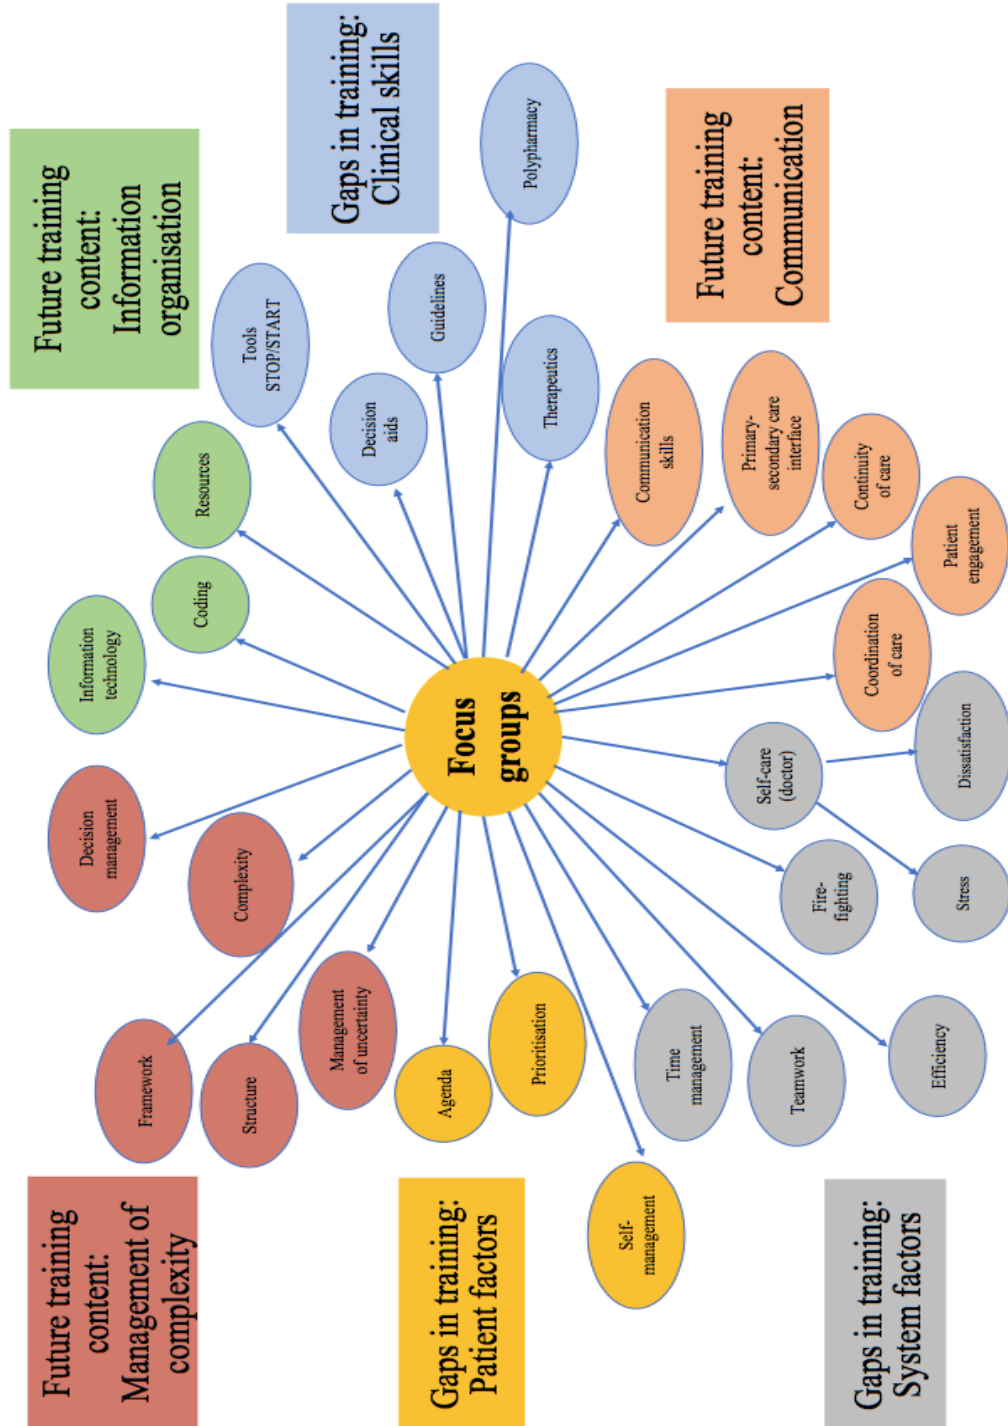 Future training
content:
Management of
complexity
Framework
Structure
Management
of uncertainty
Decision
management
Complexity
Information
technology
Coding
Resources
Future training
content:
Information
organisation
Tools
STOP/START
Decision
aids
Guidelines
Gaps in training:
Clinical skills
Polypharmacy
Therapeutics
Gaps in training:
Patient factors
Agenda
Prioritisation
Self-
management
Focus
groups
Communication
skills
Primary-
secondary care
interface
Continuity
of care
Patient
engagement
Coordination
of care
Future training
content:
Communication
Gaps in training:
System factors
Time
management
Teamwork
Efficiency
Fire-
fighting
Self-care
(doctor)
Stress
Dissatisfaction